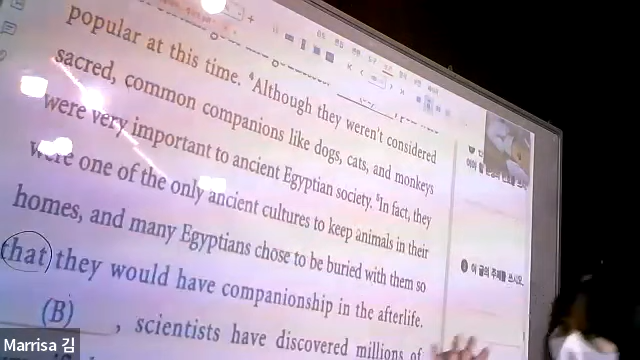 popular at this time. ⁴Although they weren't considered
sacred, common companions like dogs, cats, and monkeys
were very important to ancient Egyptian society. ⁵In fact, they
were one of the only ancient cultures to keep animals in their
homes, and many Egyptians chose to be buried with them so
that they would have companionship in the afterlife.
(B) , scientists have discovered millions of
이 글의 주제를 쓰시오.
Marrisa 김